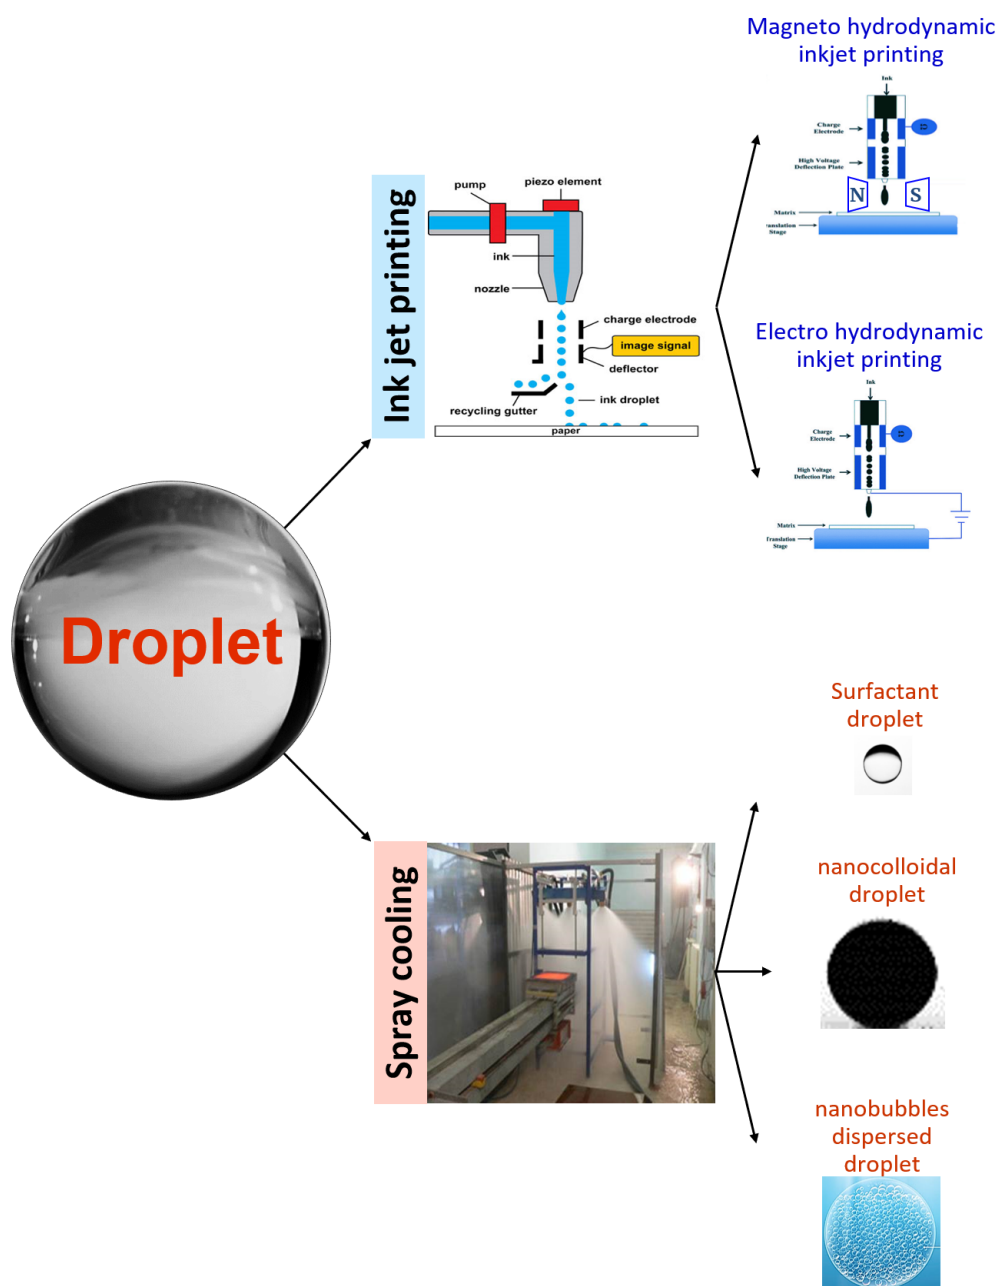 Magneto hydrodynamic
inkjet printing
Ink
Charge
Electrode
High Voltage
Deflection Plate
N
S
Matrix
Translation
Stage
Ink jet printing
pump
piezo element
ink
nozzle
charge electrode
image signal
deflector
recycling gutter
ink droplet
paper
Electro hydrodynamic
inkjet printing
Ink
Charge
Electrode
High Voltage
Deflection Plate
Matrix
Translation
Stage
Droplet
Spray cooling
Surfactant
droplet
nanocolloidal
droplet
nanobubbles
dispersed
droplet